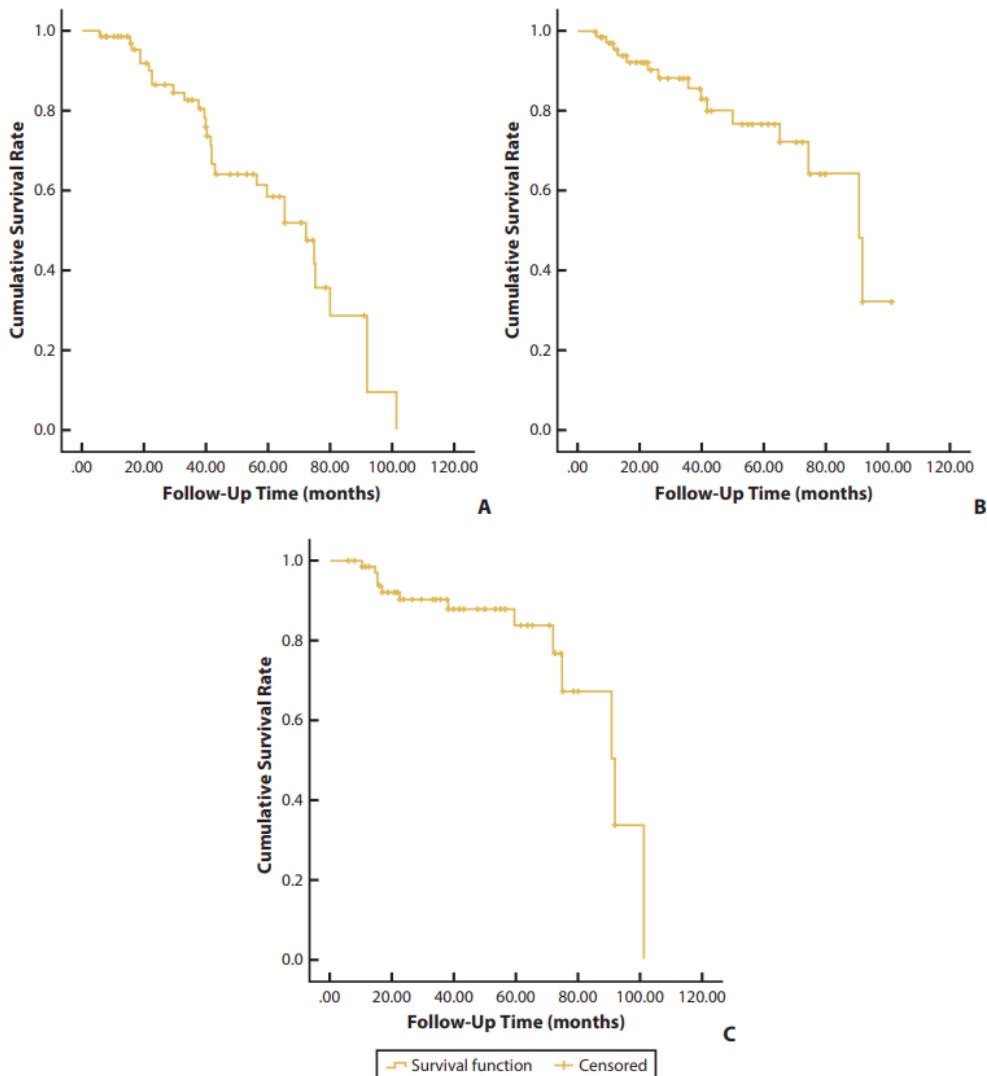 1.0
0.8
0.6
0.4
0.2
0.0
Cumulative Survival Rate
.00 20.00 40.00 60.00 80.00 100.00 120.00
Follow-Up Time (months)
A
1.0
0.8
0.6
0.4
0.2
0.0
Cumulative Survival Rate
.00 20.00 40.00 60.00 80.00 100.00 120.00
Follow-Up Time (months)
B
1.0
0.8
0.6
0.4
0.2
0.0
Cumulative Survival Rate
.00 20.00 40.00 60.00 80.00 100.00 120.00
Follow-Up Time (months)
C
Survival function Censored